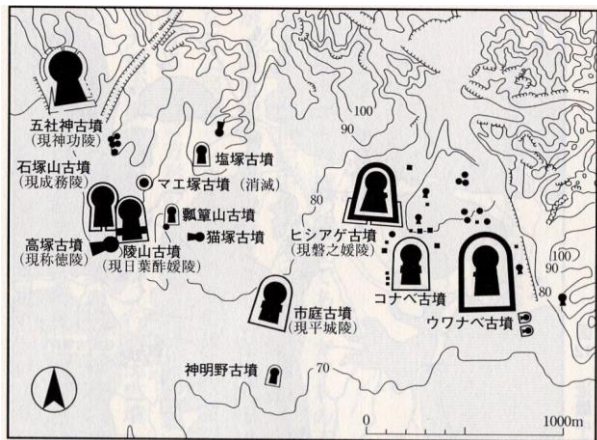 五社神古墳
(現神功陵)
石塚山古墳
(現成務陵)
高塚古墳
(現称徳陵)
陵山古墳
(現日葉酢媛陵)
マエ塚古墳 (消滅)
塩塚古墳
瓢簞山古墳
猫塚古墳
ヒシアゲ古墳
(現磐之媛陵)
コナベ古墳
ウワナベ古墳
市庭古墳
(現平城陵)
神明野古墳
100
90
80
70
100
90
80
0
1000m